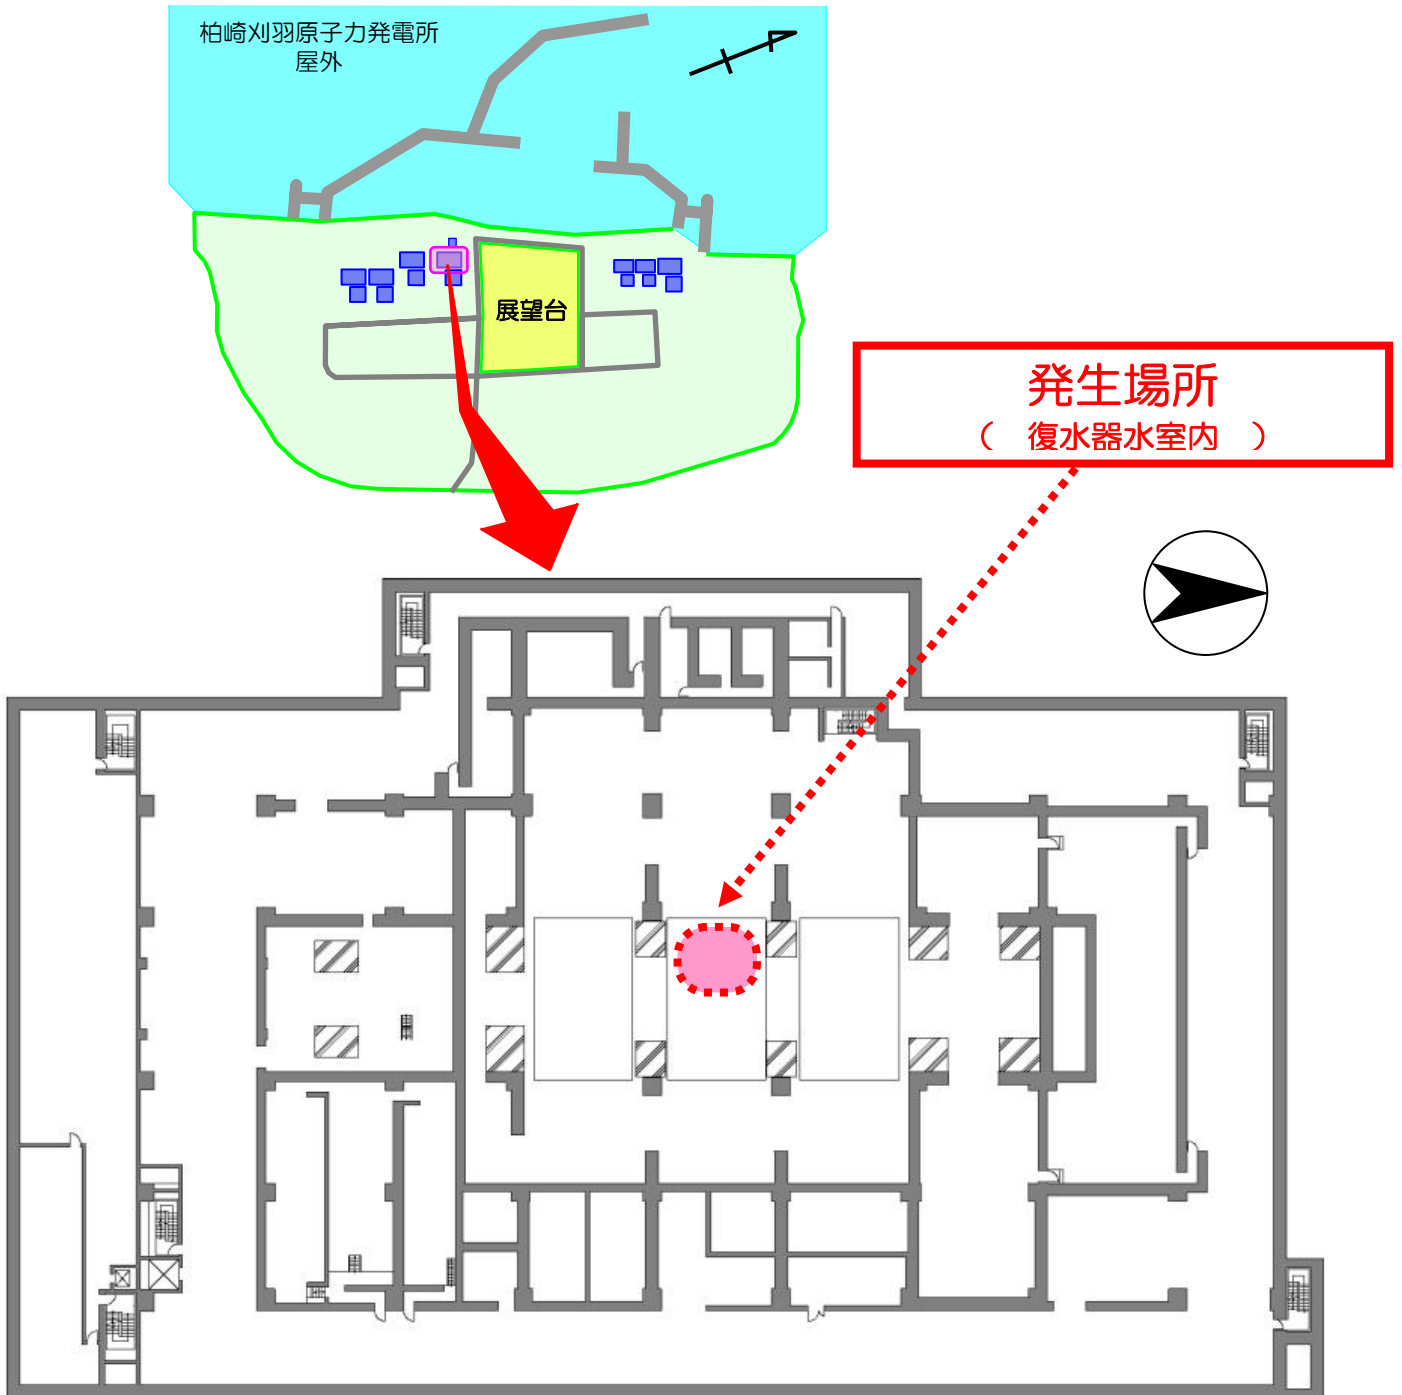 柏崎刈羽原子力発電所
屋外
展望台
発生場所
（　復水器水室内　）